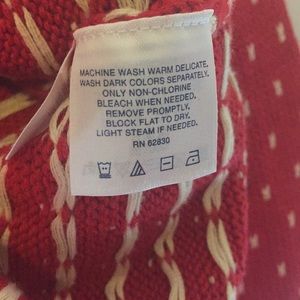 MACHINE WASH WARM DELICATE.
WASH DARK COLORS SEPARATELY.
ONLY NON-CHLORINE
BLEACH WHEN NEEDED.
REMOVE PROMPTLY.
BLOCK FLAT TO DRY.
LIGHT STEAM IF NEEDED.
RN 62830